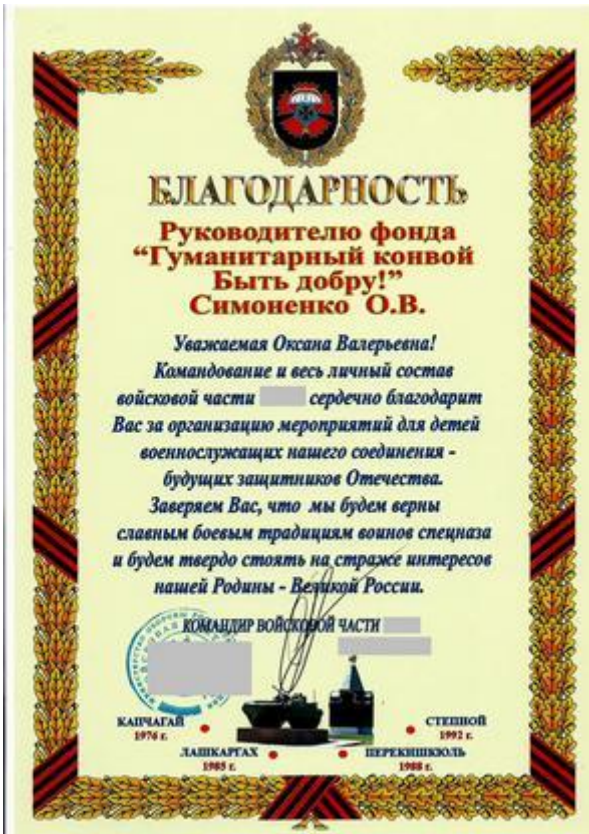 БЛАГОДАРНОСТЬ
Руководителю фонда
“Гуманитарный конвой
Быть добру!”
Симоненко О.В.
Уважаемая Оксана Валерьевна!
Командование и весь личный состав
войсковой части сердечно благодарит
Вас за организацию мероприятий для детей
военнослужащих нашего соединения -
будущих защитников Отечества.
Заверяем Вас, что мы будем верны
славным боевым традициям воинов спецназа
и будем твердо стоять на страже интересов
нашей Родины - Великой России.
КОМАНДИР ВОЙСКОВОЙ ЧАСТИ
КАПЧАГАЙ
1976 г.
СТЕПНОЙ
1992 г.
ЛАШКАРГАХ
1985 г.
ПЕРЕКИШКЮЛЬ
1988 г.